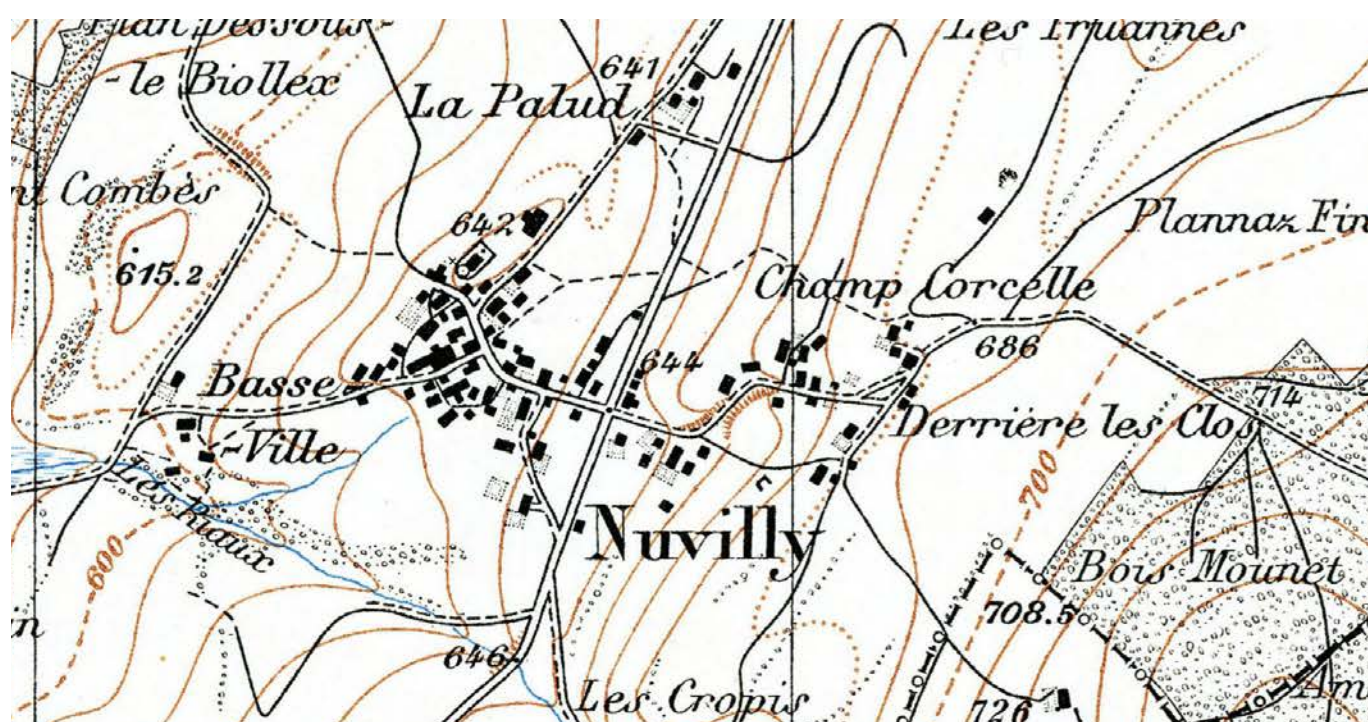 Plan Dessous-
-le Biollex
Les Truannes
641
La Palud
Combes
Plannaz Fin
642
615.2
Champ Corcelle
686
Basse-
644
714
-Ville
Derrière les Clos
Les Riaux
700
Nuvilly
600
Bois Mounet
708.5
646
Les Cropis
726
Am